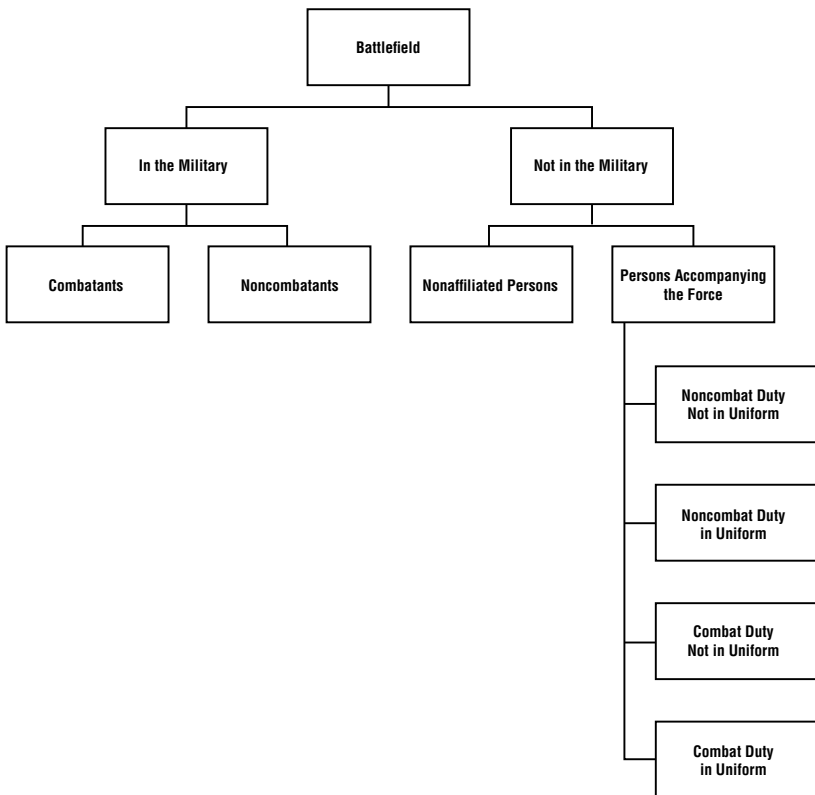 Battlefield
In the Military
Not in the Military
Combatants
Noncombatants
Nonaffiliated Persons
Persons Accompanying
the Force
Noncombat Duty
Not in Uniform
Noncombat Duty
in Uniform
Combat Duty
Not in Uniform
Combat Duty
in Uniform